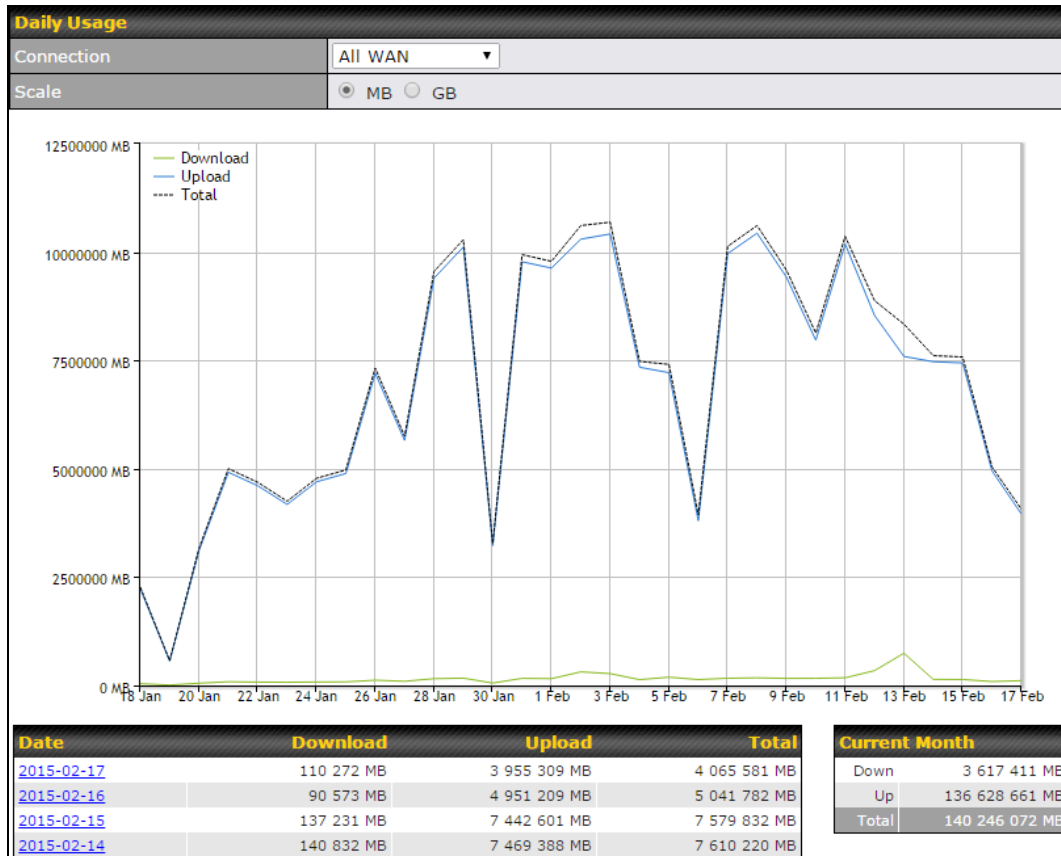 Daily Usage
Connection All WAN
Scale MB GB
12500000 MB
Download
Upload
Total
10000000 MB
7500000 MB
5000000 MB
2500000 MB
0 MB
18 Jan 20 Jan 22 Jan 24 Jan 26 Jan 28 Jan 30 Jan 1 Feb 3 Feb 5 Feb 7 Feb 9 Feb 11 Feb 13 Feb 15 Feb 17 Feb
Date Download Upload Total
2015-02-17 110 272 MB 3 955 309 MB 4 065 581 MB
2015-02-16 90 573 MB 4 951 209 MB 5 041 782 MB
2015-02-15 137 231 MB 7 442 601 MB 7 579 832 MB
2015-02-14 140 832 MB 7 469 388 MB 7 610 220 MB
Current Month
Down 3 617 411 MB
Up 136 628 661 MB
Total 140 246 072 MB